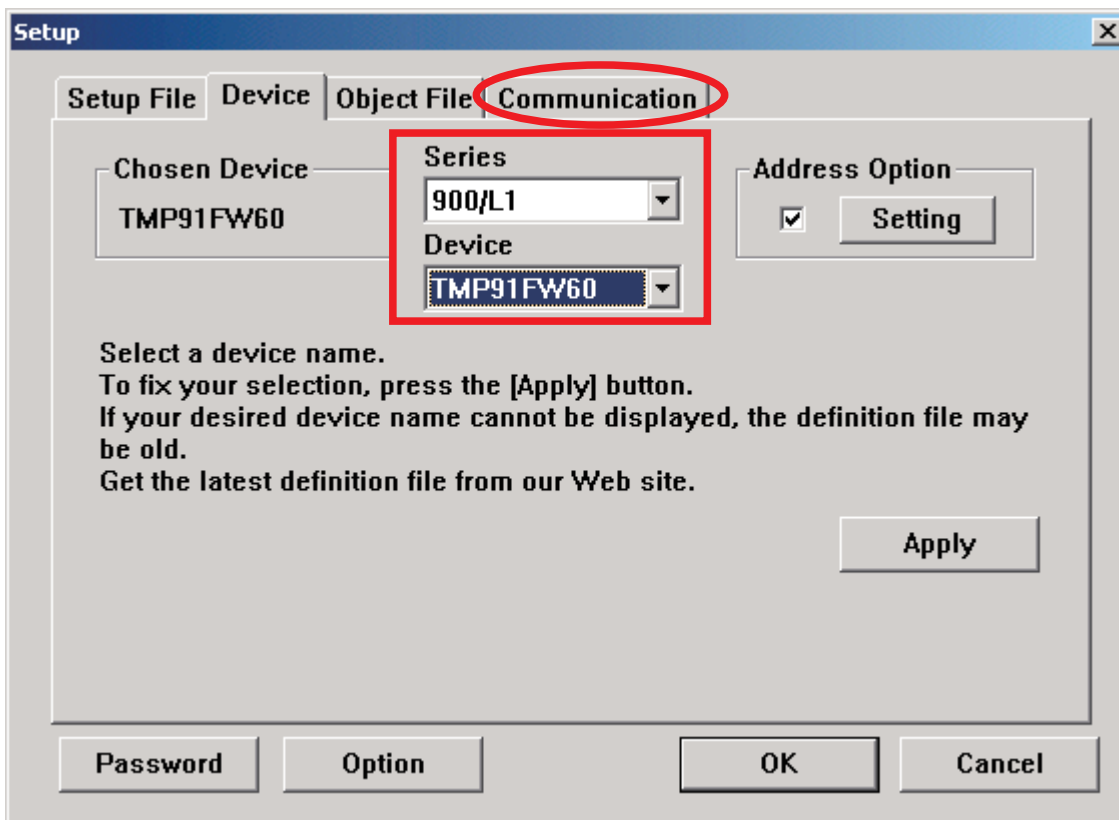 Setup
Setup File Device Object File Communication
Chosen Device
TMP91FW60
Series
900/L1
Device
TMP91FW60
Address Option
Setting
Select a device name.
To fix your selection, press the [Apply] button.
If your desired device name cannot be displayed, the definition file may
be old.
Get the latest definition file from our Web site.
Apply
Password Option OK Cancel